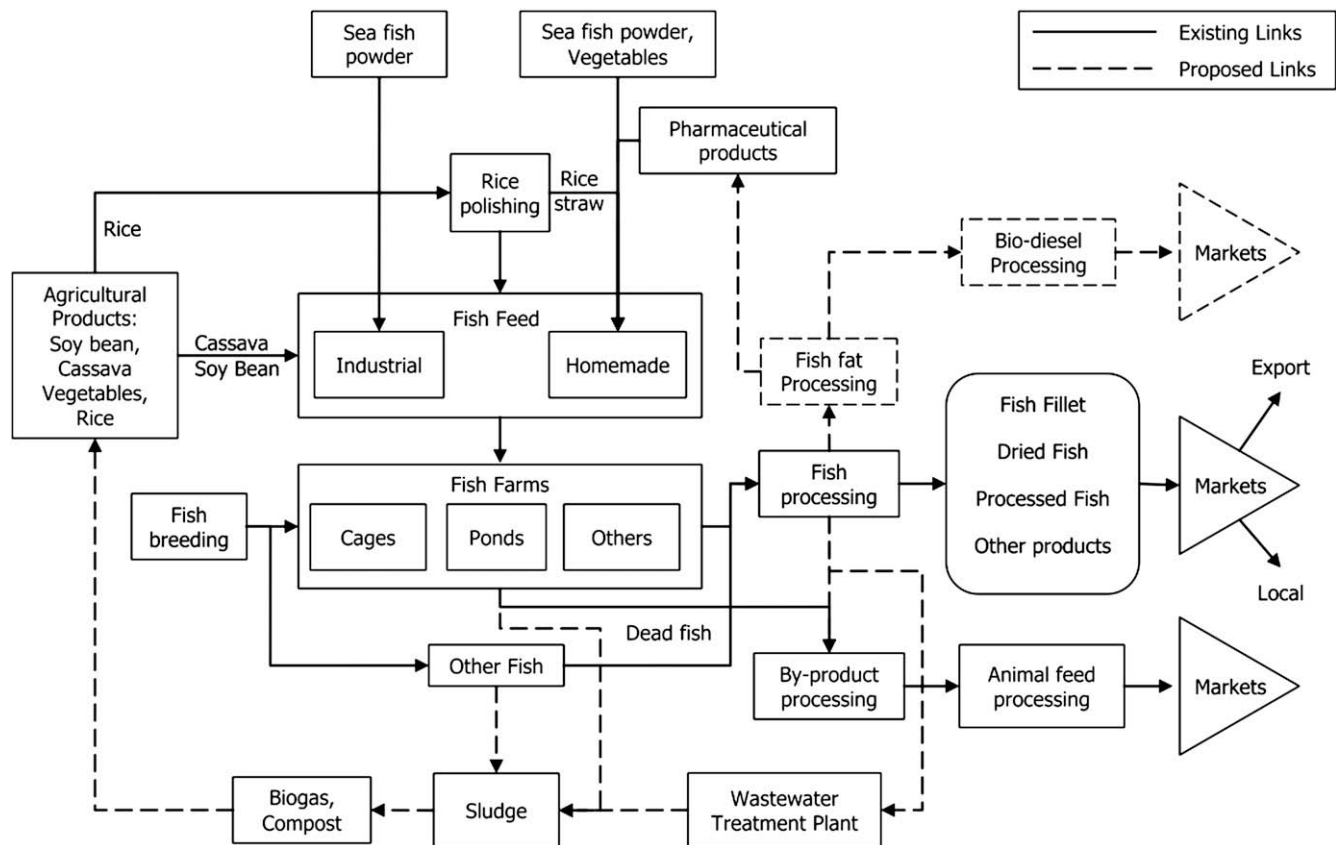 Sea fish
powder
Sea fish powder,
Vegetables
Existing Links
Proposed Links
Pharmaceutical
products
Rice
polishing
Rice
straw
Rice
Bio-diesel
Processing
Markets
Agricultural
Products:
Soy bean,
Cassava
Vegetables,
Rice
Cassava
Soy Bean
Fish Feed
Industrial
Homemade
Fish fat
Processing
Export
Fish Fillet
Dried Fish
Processed Fish
Other products
Markets
Local
Fish Farms
Cages
Ponds
Others
Fish
processing
Fish
breeding
Dead fish
Other Fish
By-product
processing
Animal feed
processing
Markets
Biogas,
Compost
Sludge
Wastewater
Treatment Plant